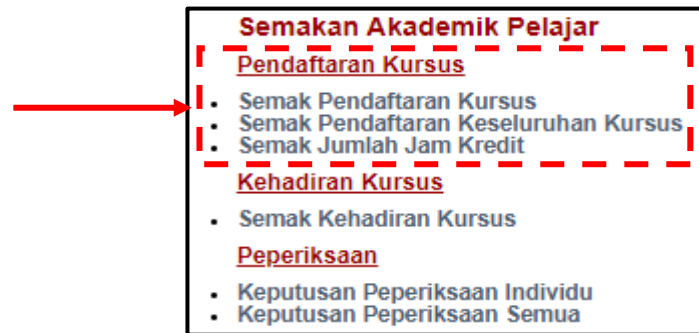 Semakan Akademik Pelajar
Pendaftaran Kursus
Semak Pendaftaran Kursus
Semak Pendaftaran Keseluruhan Kursus
Semak Jumlah Jam Kredit
Kehadiran Kursus
Semak Kehadiran Kursus
Peperiksaan
Keputusan Peperiksaan Individu
Keputusan Peperiksaan Semua